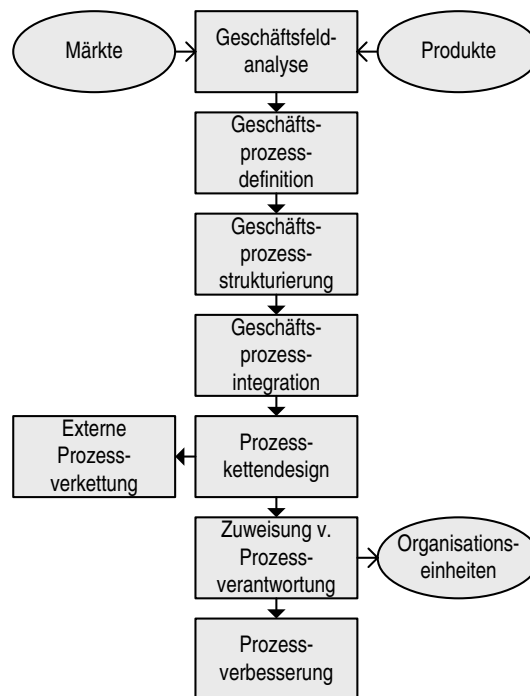 Märkte
Geschäftsfeld-
analyse
Produkte
Geschäfts-
prozess-
definition
Geschäfts-
prozess-
strukturierung
Geschäfts-
prozess-
integration
Externe
Prozess-
verkettung
Prozess-
kettendesign
Zuweisung v.
Prozess-
verantwortung
Organisations-
einheiten
Prozess-
verbesserung